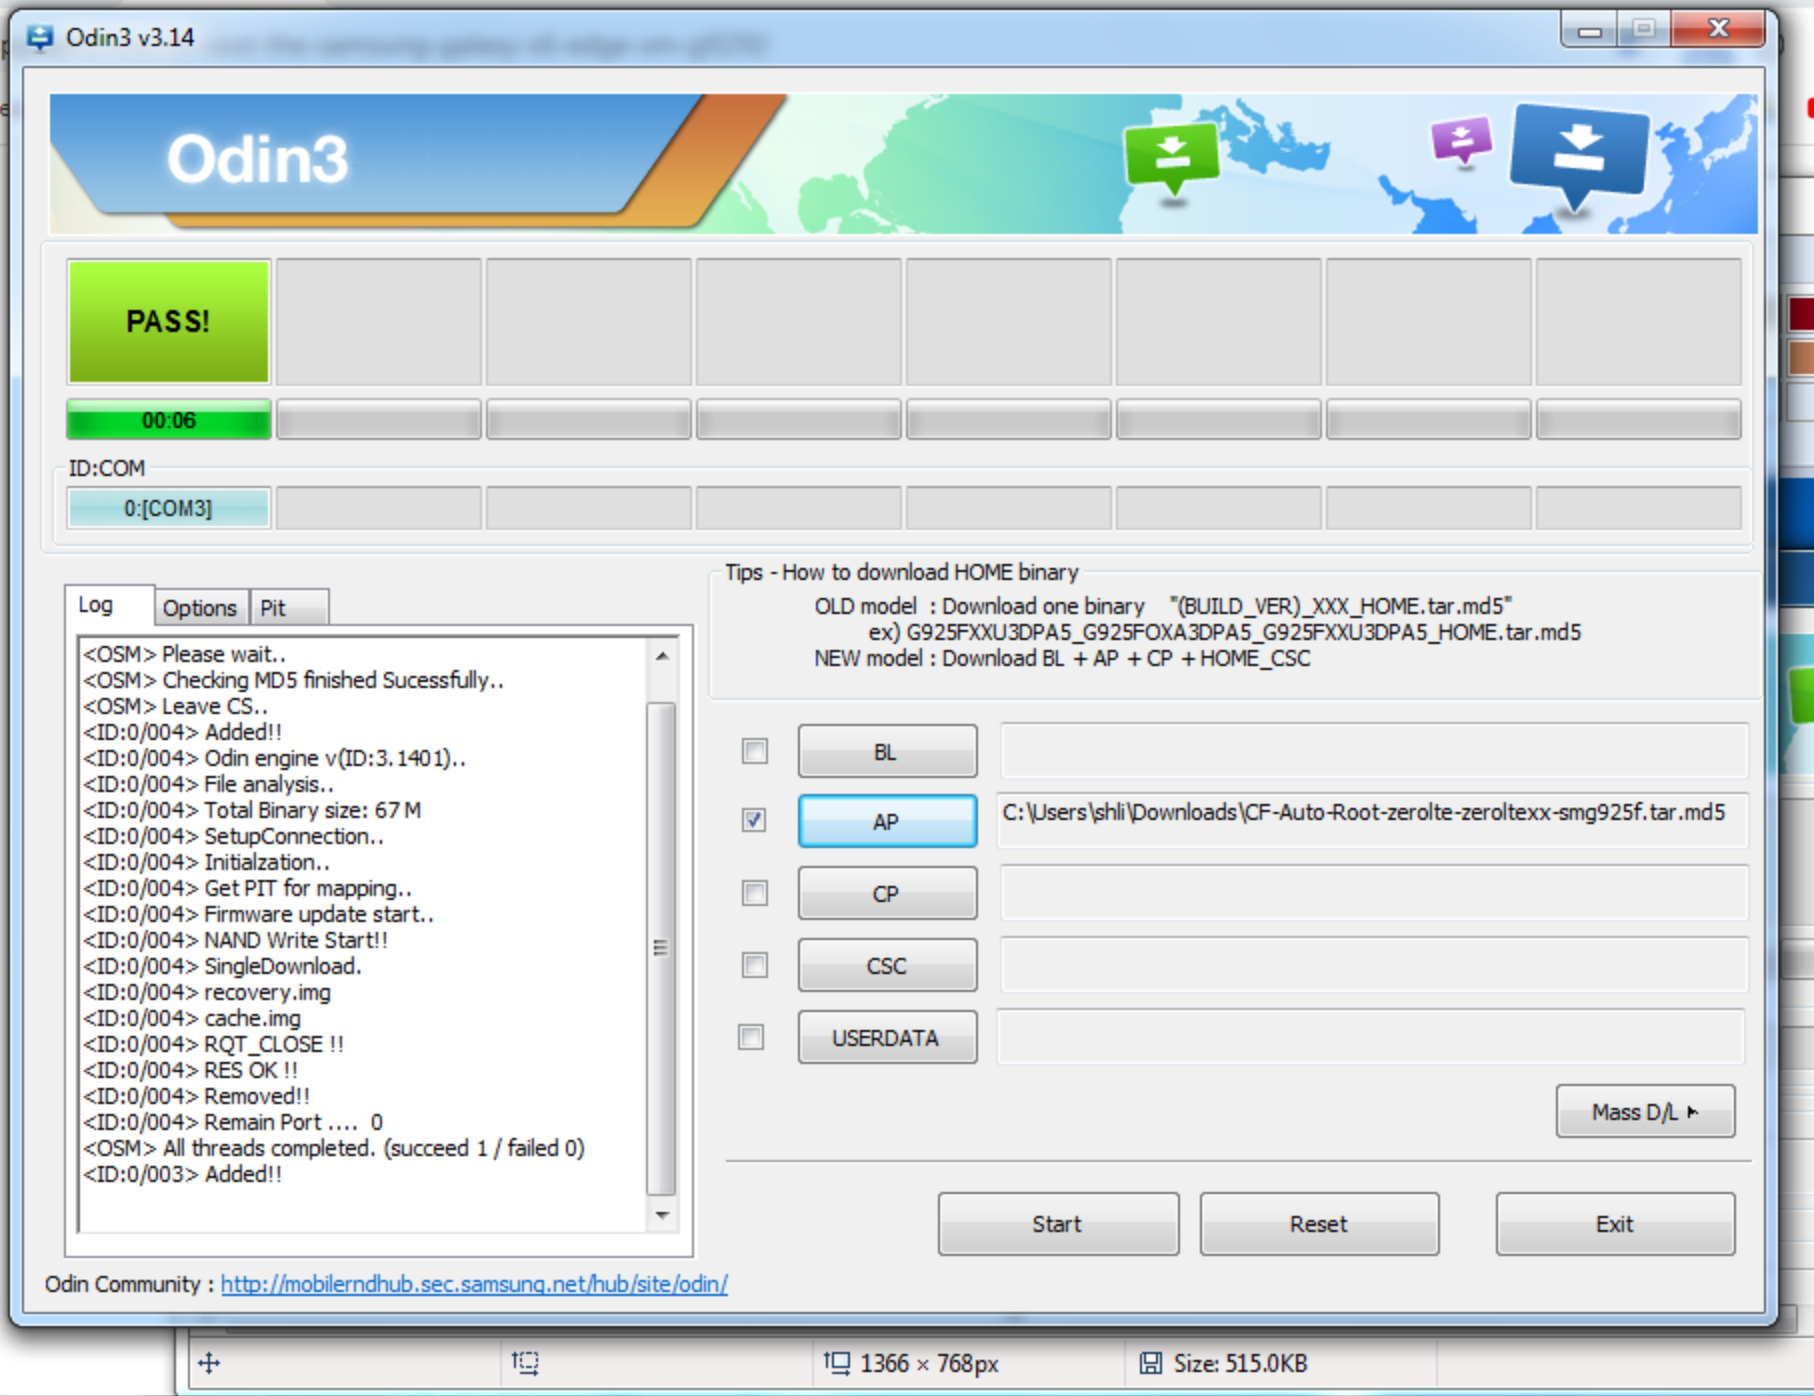 Odin3 v3.14
Odin3
PASS!
00:06
ID:COM
0:[COM3]
Log
Options
Pit
<OSM> Please wait..
<OSM> Checking MD5 finished Sucessfully..
<OSM> Leave CS..
<ID:0/004> Added!!
<ID:0/004> Odin engine v(ID:3.1401)..
<ID:0/004> File analysis..
<ID:0/004> Total Binary size: 67 M
<ID:0/004> SetupConnection..
<ID:0/004> Initialzation..
<ID:0/004> Get PIT for mapping..
<ID:0/004> Firmware update start..
<ID:0/004> NAND Write Start!!
<ID:0/004> SingleDownload.
<ID:0/004> recovery.img
<ID:0/004> cache.img
<ID:0/004> RQT_CLOSE !!
<ID:0/004> RES OK !!
<ID:0/004> Removed!!
<ID:0/004> Remain Port .... 0
<OSM> All threads completed. (succeed 1 / failed 0)
<ID:0/003> Added!!
Tips - How to download HOME binary
OLD model : Download one binary "(BUILD_VER)_XXX_HOME.tar.md5"
ex) G925FXXU3DPA5_G925FOXA3DPA5_G925FXXU3DPA5_HOME.tar.md5
NEW model : Download BL + AP + CP + HOME_CSC
BL
AP
C:\Users\shli\Downloads\CF-Auto-Root-zerolte-zeroltexx-smg925f.tar.md5
CP
CSC
USERDATA
Mass D/L
Start
Reset
Exit
Odin Community : http://mobilerndhub.sec.samsung.net/hub/site/odin/
1366 × 768px
Size: 515.0KB